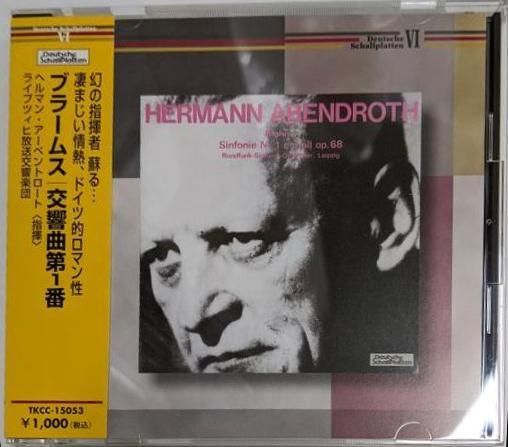 VI
Deutsche
Schallplatten
幻の指揮者 蘇る…
凄まじい情熱、ドイツ的ロマン性
ブラームス|交響曲第1番
ヘルマン・アーベントロート〈指揮〉
ライプツィヒ放送交響楽団
TKCC-15053
¥1,000(税込)
Deutsche
Schallplatten VI
HERMANN ABENDROTH
Sinfonie Nr. 1 c-moll op.68
Leipzig
Deutsche
Schallplatten